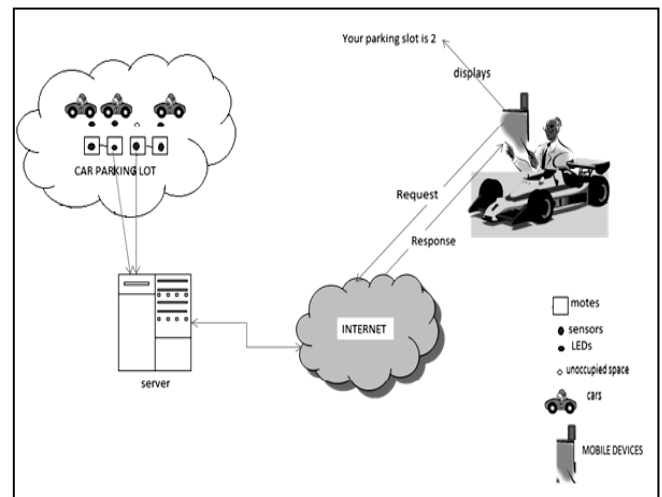 Your parking slot is 2
displays
CAR PARKING LOT
Request
Response
INTERNET
server
motes
sensors
LEDs
unoccupied space
cars
MOBILE DEVICES